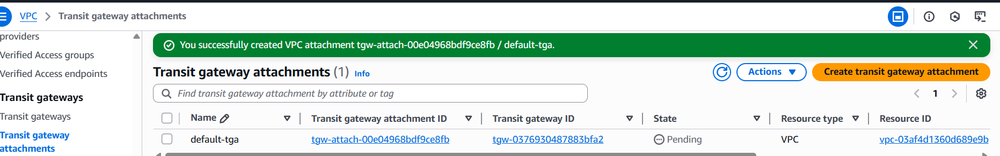 VPC > Transit gateway attachments
providers
Verified Access groups
Verified Access endpoints
Transit gateways
Transit gateways
Transit gateway
attachments
You successfully created VPC attachment tgw-attach-00e04968bdf9ce8fb / default-tga.
Transit gateway attachments (1) Info
Actions
Create transit gateway attachment
Find transit gateway attachment by attribute or tag
1
Name Transit gateway attachment ID Transit gateway ID State Resource type Resource ID
default-tga tgw-attach-00e04968bdf9ce8fb tgw-0376930487883bfa2 Pending VPC vpc-03af4d1360d689e9b